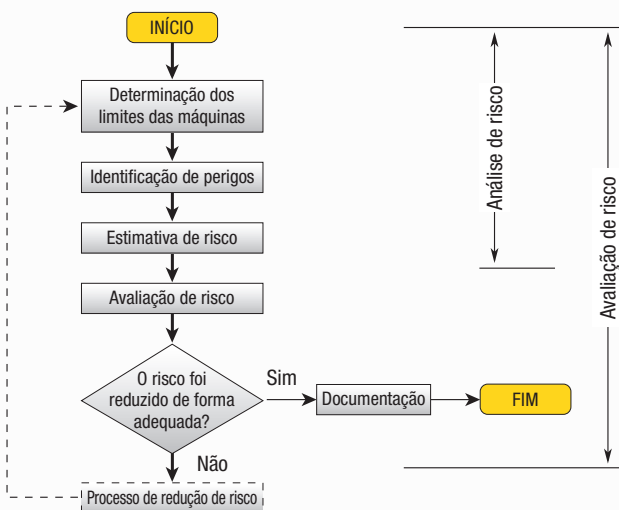 INÍCIO
Determinação dos
limites das máquinas
Identificação de perigos
Estimativa de risco
Avaliação de risco
O risco foi
reduzido de forma
adequada?
Sim
Documentação
FIM
Não
Processo de redução de risco
Análise de risco
Avaliação de risco